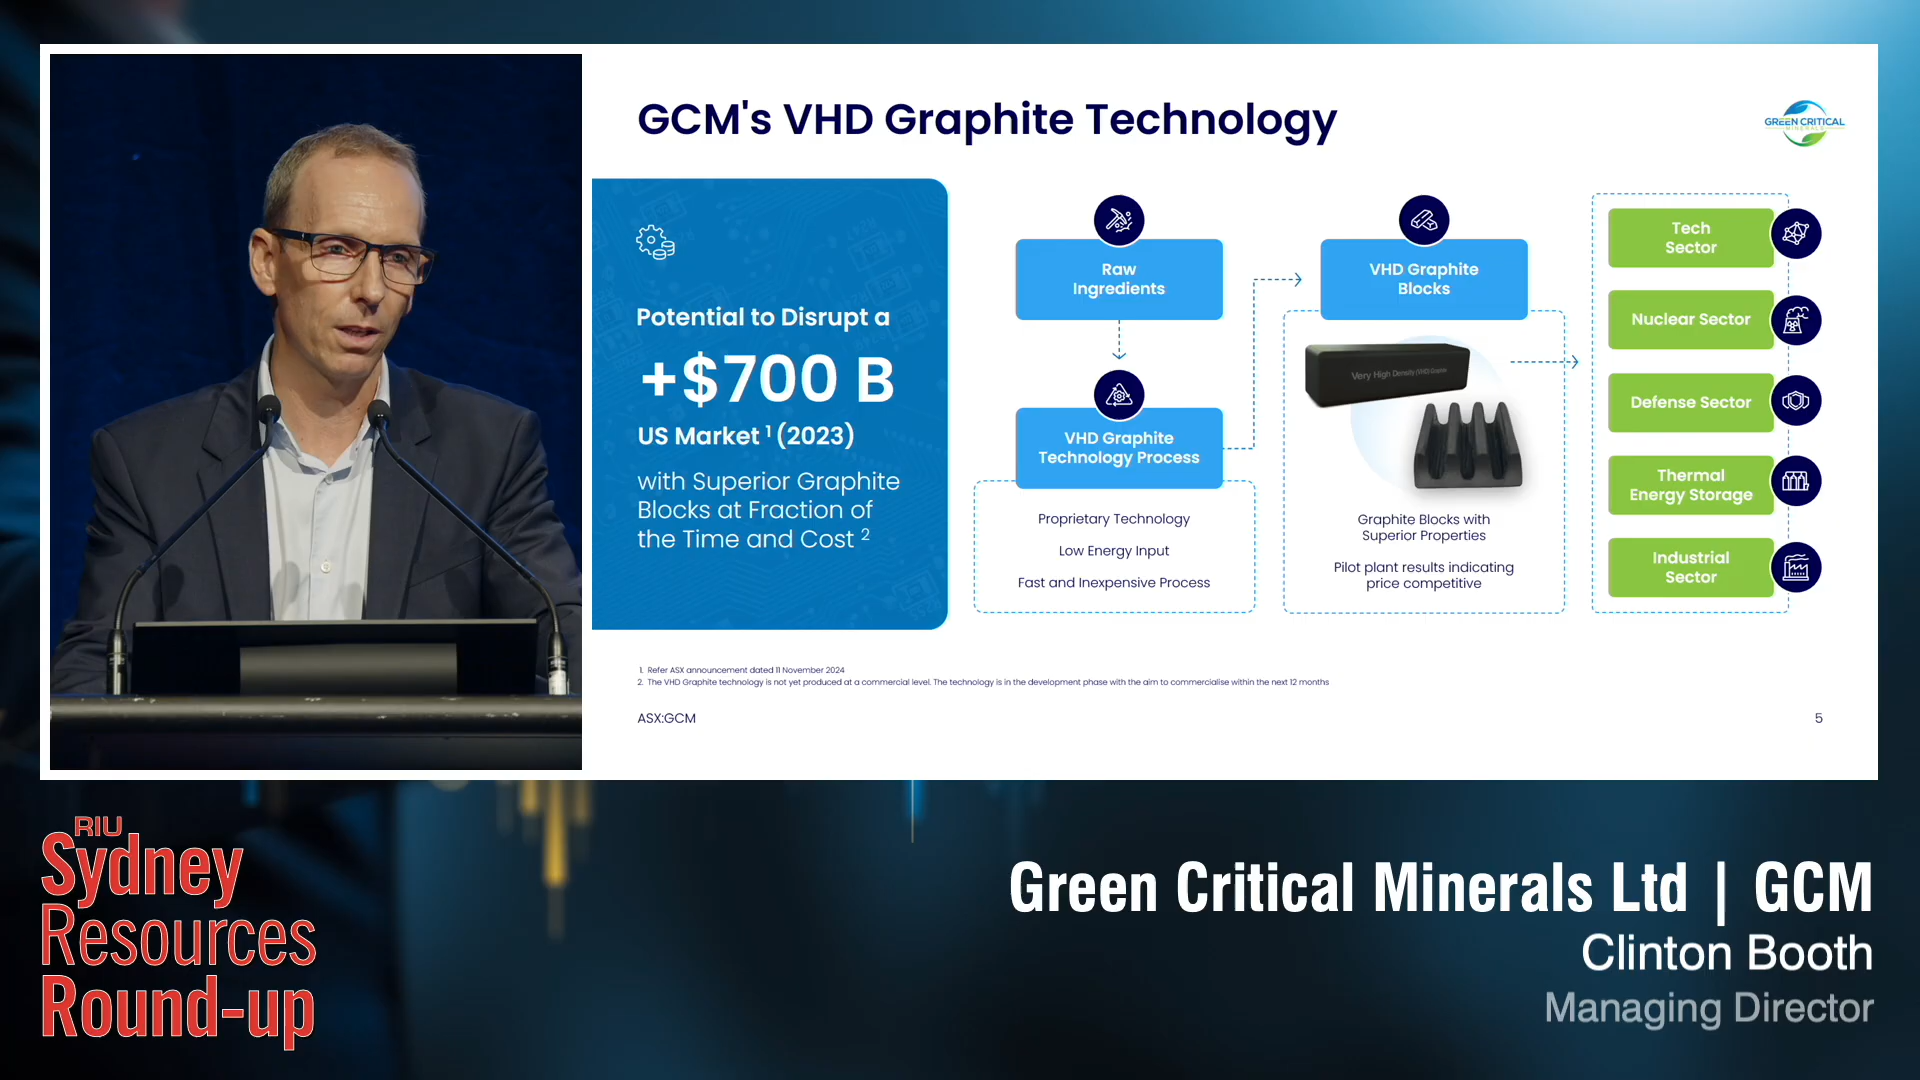 GCM's VHD Graphite Technology
GREEN CRITICAL
MINERALS
Potential to Disrupt a
+$700 B
US Market 1 (2023)
with Superior Graphite
Blocks at Fraction of
the Time and Cost 2
Raw
Ingredients
VHD Graphite
Technology Process
Proprietary Technology
Low Energy Input
Fast and Inexpensive Process
VHD Graphite
Blocks
Very High Density (VHD) Graphite
Graphite Blocks with
Superior Properties
Pilot plant results indicating
price competitive
Tech
Sector
Nuclear Sector
Defense Sector
Thermal
Energy Storage
Industrial
Sector
1. Refer ASX announcement dated 11 November 2024
2. The VHD Graphite technology is not yet produced at a commercial level. The technology is in the development phase with the aim to commercialise within the next 12 months
ASX:GCM
5
RIU
Sydney
Resources
Round-up
Green Critical Minerals Ltd | GCM
Clinton Booth
Managing Director